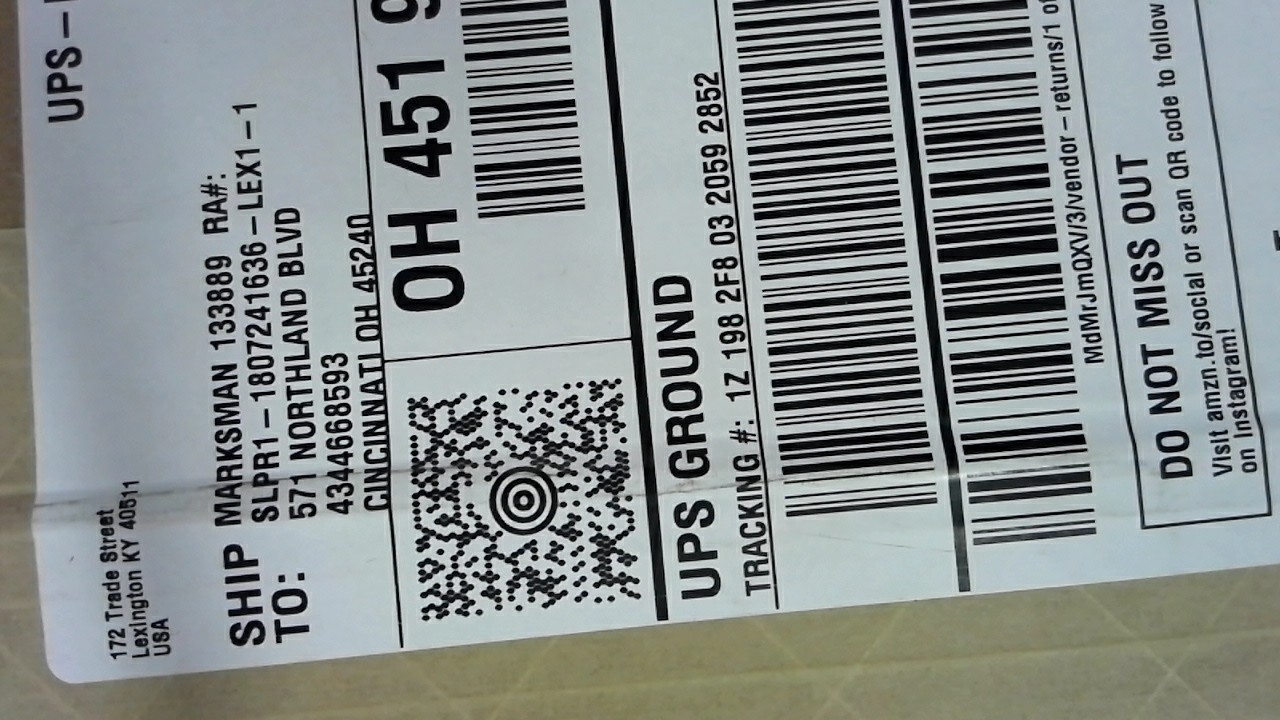 UPS-
172 Trade Street
Lexington KY 40511
USA
SHIP
TO:
MARKSMAN 133889 RA#:
SLPR1-1807241636-LEX1-1
571 NORTHLAND BLVD
4344668593
CINCINNATI OH 45240
OH 451 9
UPS GROUND
TRACKING #: 1Z 198 2F8 03 2059 2852
MdMrJmQXV/3/vendor-returns/1 of
DO NOT MISS OUT
Visit amzn.to/social or scan QR code to follow
on Instagram!